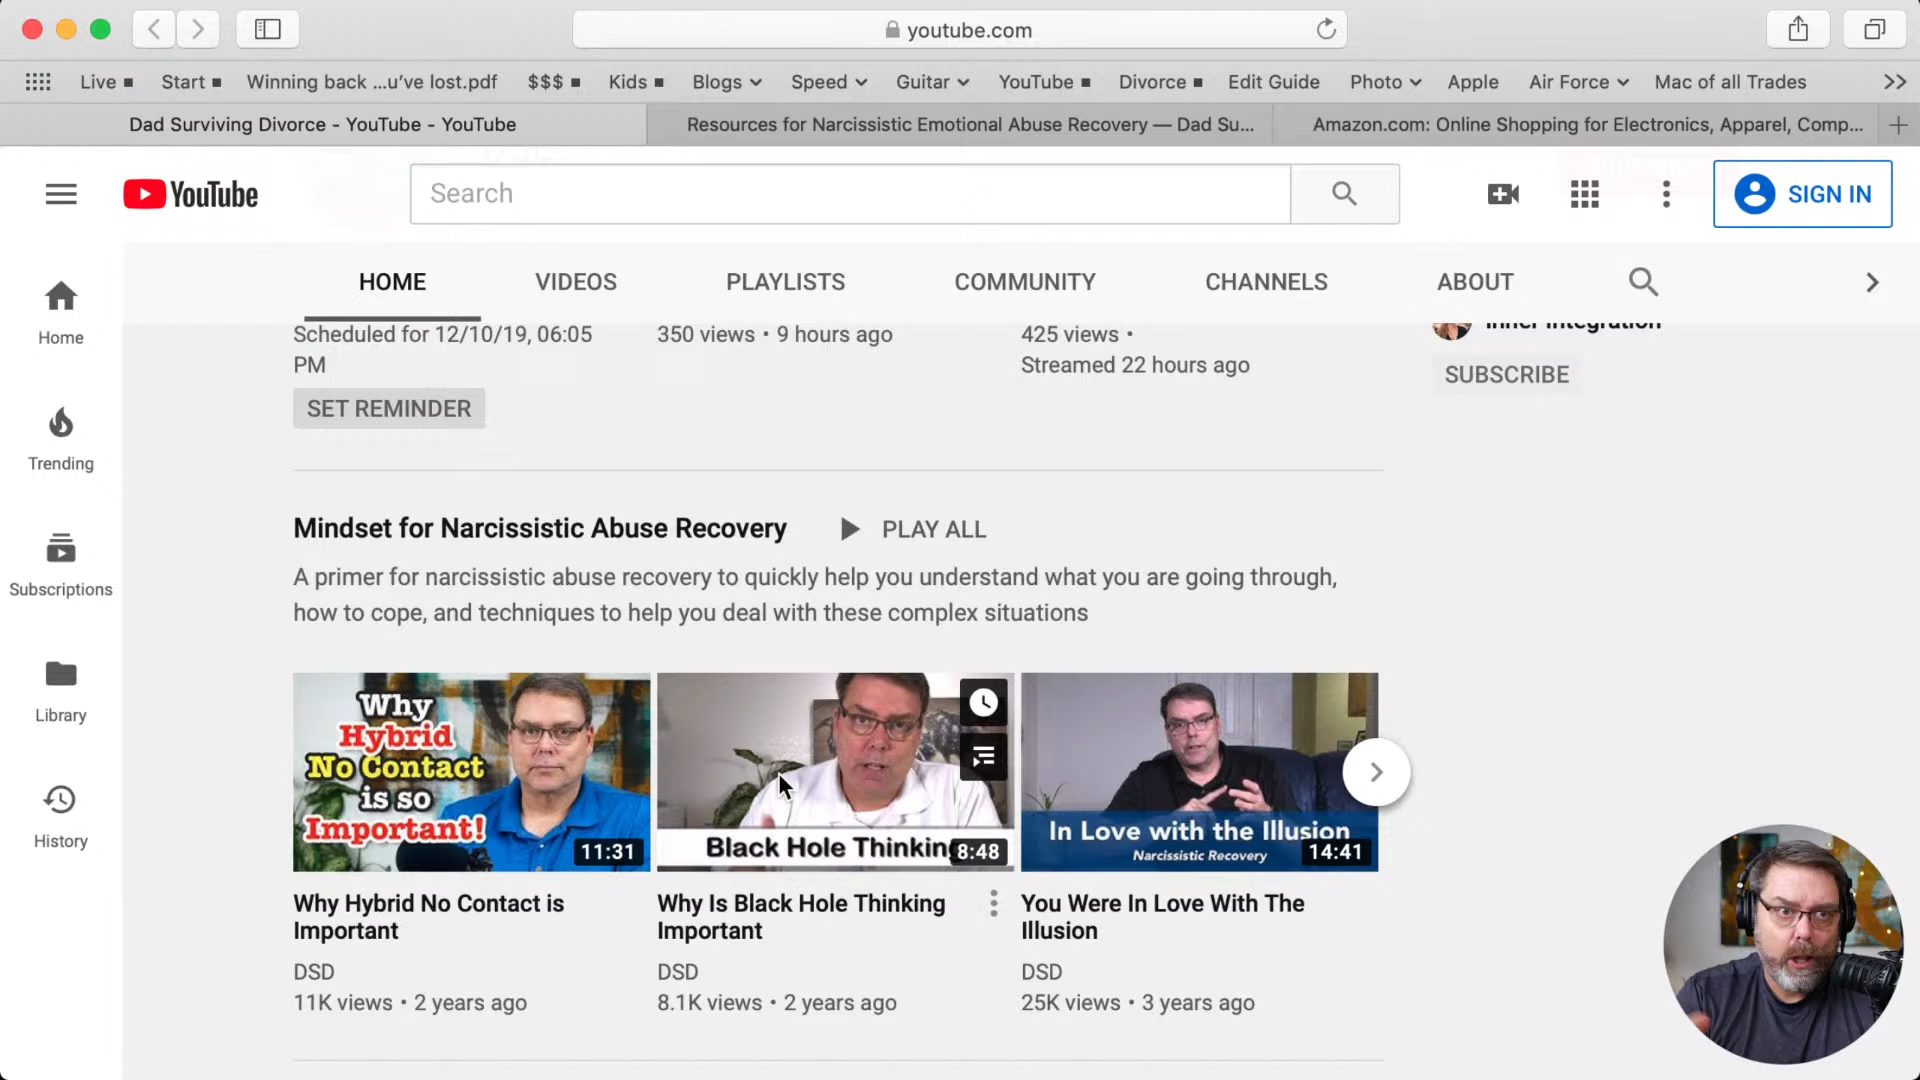 youtube.com
Live
Start
Winning back ...u've lost.pdf
$$$
Kids
Blogs
Speed
Guitar
YouTube
Divorce
Edit Guide
Photo
Apple
Air Force
Mac of all Trades
Dad Surviving Divorce - YouTube - YouTube
Resources for Narcissistic Emotional Abuse Recovery — Dad Su...
Amazon.com: Online Shopping for Electronics, Apparel, Comp...
YouTube
Search
SIGN IN
HOME
VIDEOS
PLAYLISTS
COMMUNITY
CHANNELS
ABOUT
Home
Trending
Subscriptions
Library
History
Scheduled for 12/10/19, 06:05
PM
SET REMINDER
350 views • 9 hours ago
425 views •
Streamed 22 hours ago
Inner Integration
SUBSCRIBE
Mindset for Narcissistic Abuse Recovery
PLAY ALL
A primer for narcissistic abuse recovery to quickly help you understand what you are going through,
how to cope, and techniques to help you deal with these complex situations
Why
Hybrid
No Contact
is so
Important!
11:31
Black Hole Thinking
8:48
In Love with the Illusion
Narcissistic Recovery
14:41
Why Hybrid No Contact is
Important
DSD
11K views • 2 years ago
Why Is Black Hole Thinking
Important
DSD
8.1K views • 2 years ago
You Were In Love With The
Illusion
DSD
25K views • 3 years ago